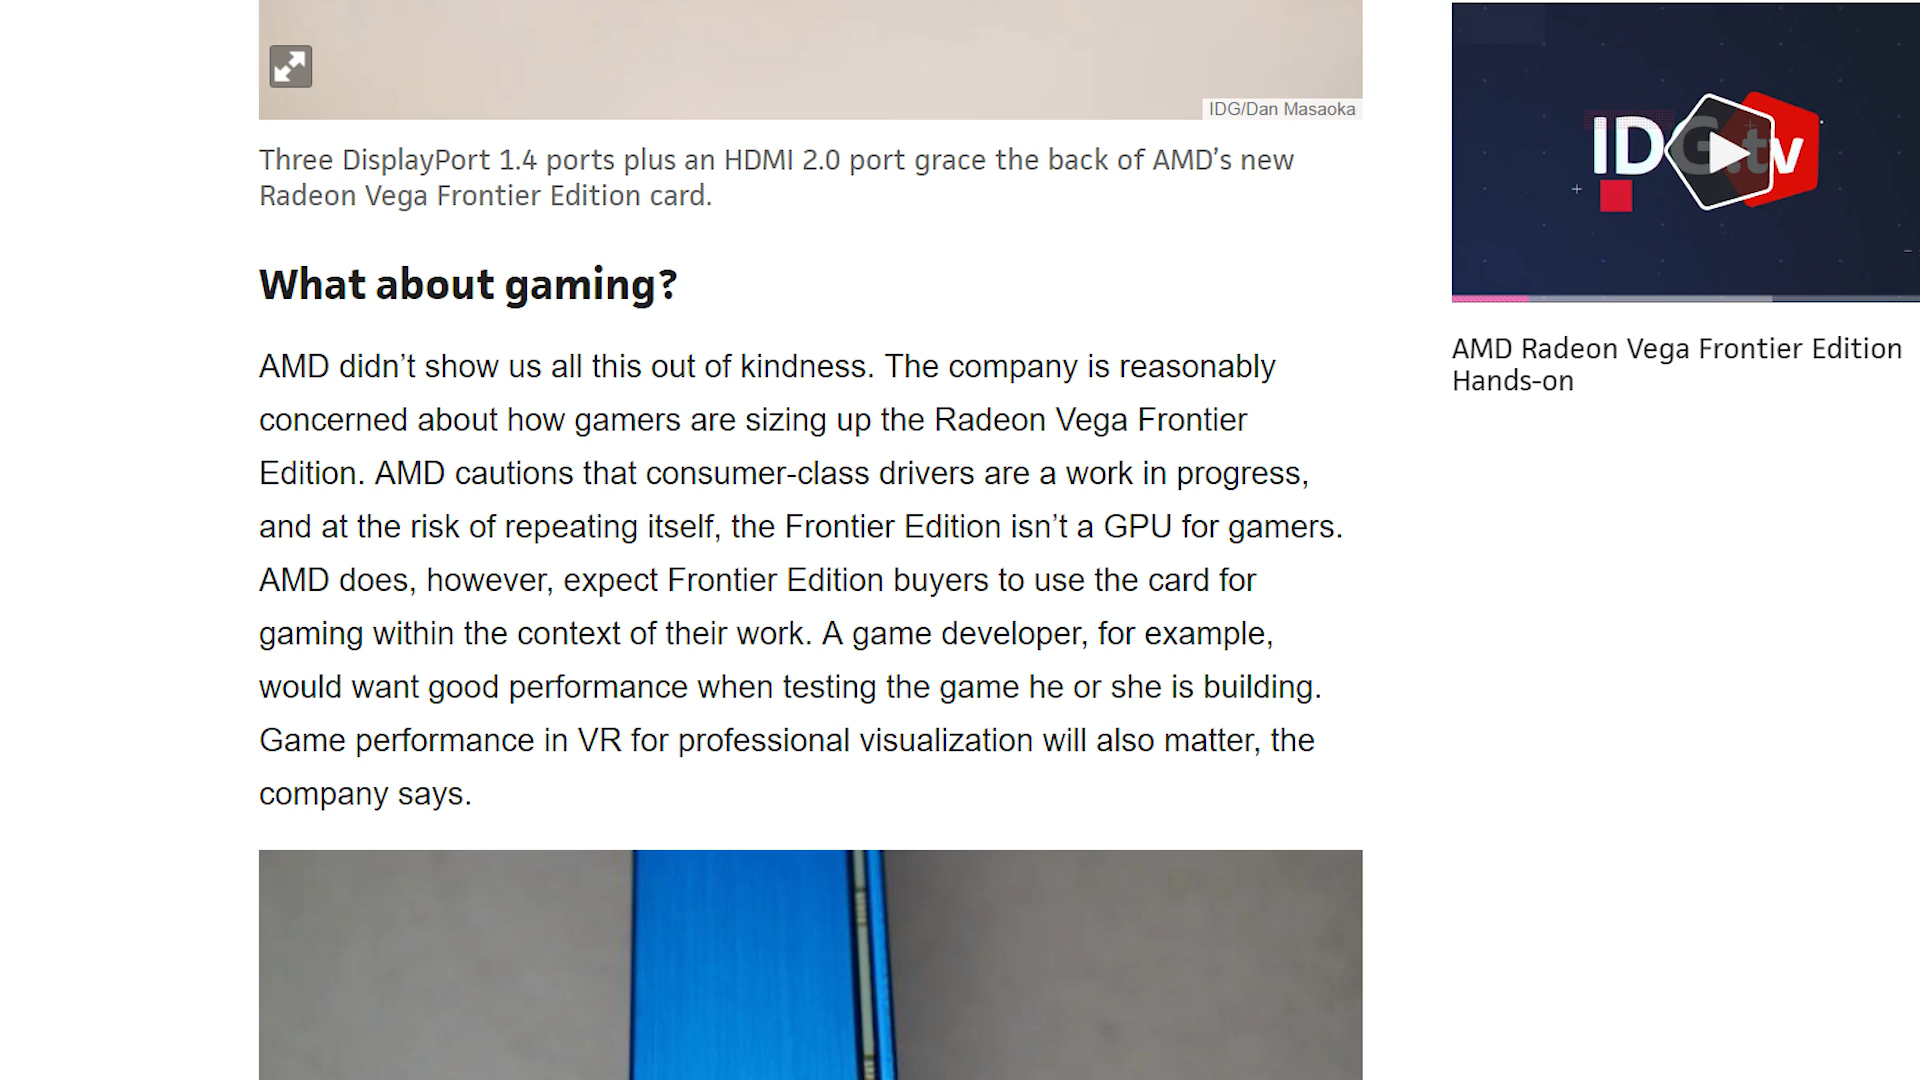 IDG/Dan Masaoka
Three DisplayPort 1.4 ports plus an HDMI 2.0 port grace the back of AMD’s new
Radeon Vega Frontier Edition card.
What about gaming?
AMD didn’t show us all this out of kindness. The company is reasonably
concerned about how gamers are sizing up the Radeon Vega Frontier
Edition. AMD cautions that consumer-class drivers are a work in progress,
and at the risk of repeating itself, the Frontier Edition isn’t a GPU for gamers.
AMD does, however, expect Frontier Edition buyers to use the card for
gaming within the context of their work. A game developer, for example,
would want good performance when testing the game he or she is building.
Game performance in VR for professional visualization will also matter, the
company says.
IDG.tv
AMD Radeon Vega Frontier Edition
Hands-on